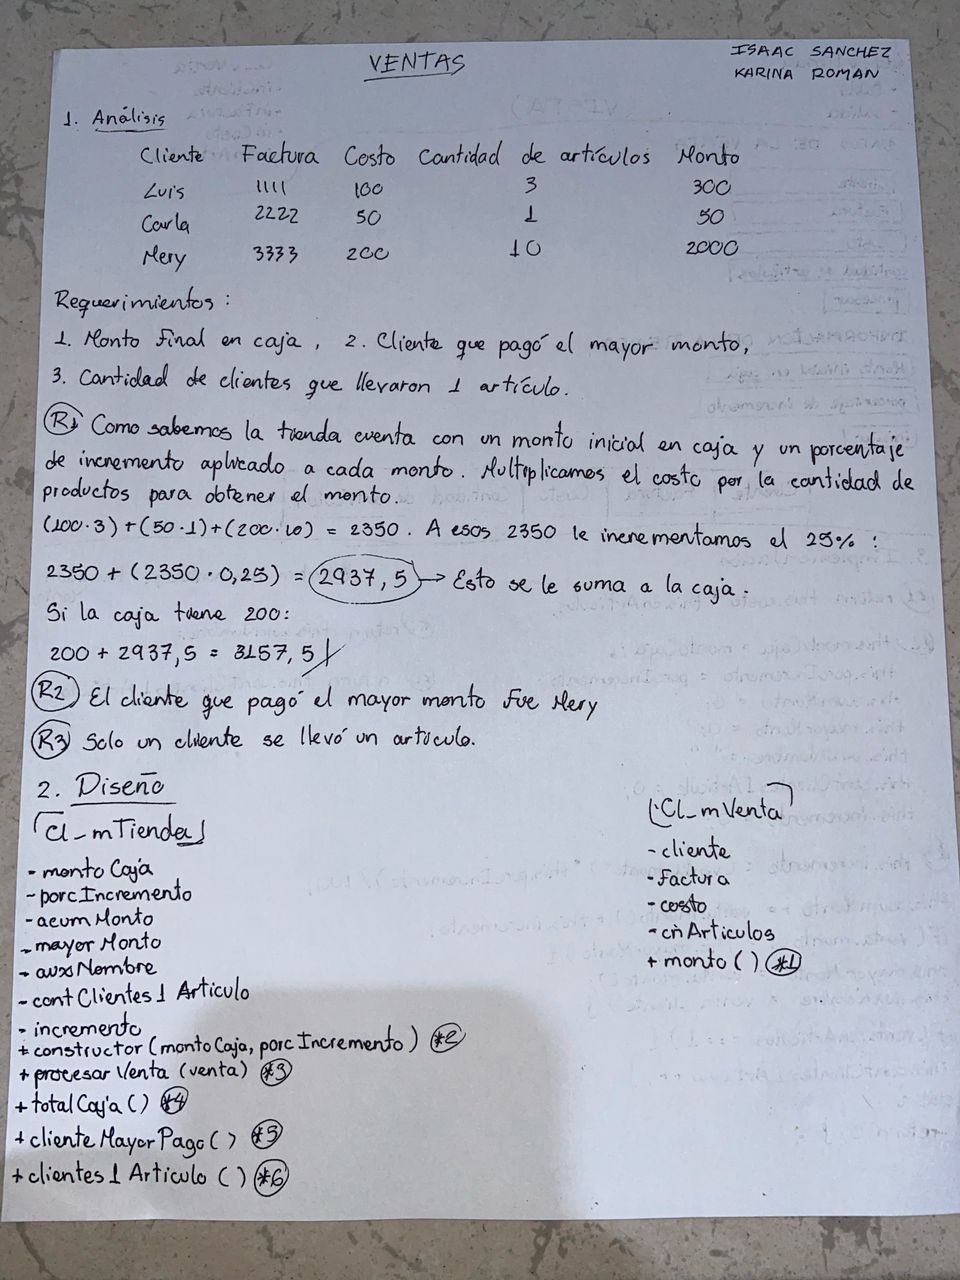 VENTAS
ISAAC SANCHEZ
KARINA ROMAN
1. Análisis
Cliente Factura Costo Cantidad de artículos Monto
Luis 1111 100 3 300
Carla 2222 50 1 50
Mery 3333 200 10 2000
Requerimientos:
1. Monto Final en caja, 2. Cliente que pagó el mayor monto,
3. Cantidad de clientes que llevaron 1 artículo.
R1 Como sabemos la tienda cuenta con un monto inicial en caja y un porcentaje
de incremento aplicado a cada monto. Multiplicamos el costo por la cantidad de
productos para obtener el monto.
(100·3)+(50·1)+(200·10) = 2350. A esos 2350 le incrementamos el 25%:
2350 + (2350·0,25) = 2937,5 → Esto se le suma a la caja.
Si la caja tiene 200:
200 + 2937,5 = 3157,5
R2 El cliente que pagó el mayor monto fue Mery
R3 Solo un cliente se llevó un artículo.
2. Diseño
Cl_mTienda
- monto Caja
- porcIncremento
- acum Monto
- mayor Monto
- aux Nombre
- cont Clientes 1 Articulo
- incremento
+ constructor (monto Caja, porc Incremento) *2
+ procesar Venta (venta) *3
+ total Caja () *4
+ cliente Mayor Pago () *5
+ clientes 1 Articulo () *6
Cl_mVenta
- cliente
- factura
- costo
- cnArticulos
+ monto () *1